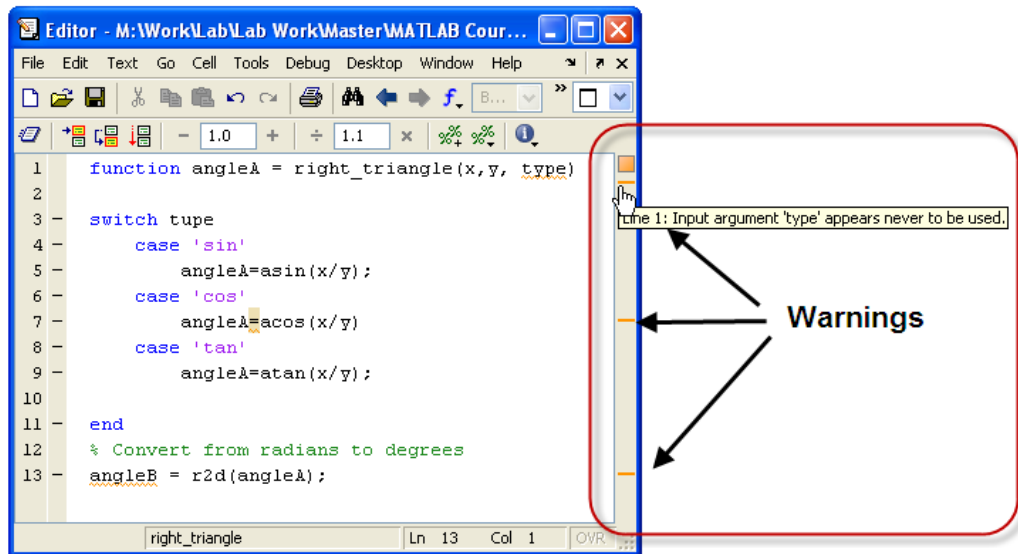 Editor - M:\Work\Lab\Lab Work\Master\MATLAB Cour...
File Edit Text Go Cell Tools Debug Desktop Window Help
B...
1.0 1.1
1 function angleA = right_triangle(x,y, type)
2
3 switch tupe
4 case 'sin'
5 angleA=asin(x/y);
6 case 'cos'
7 angleA=acos(x/y)
8 case 'tan'
9 angleA=atan(x/y);
10
11 end
12 % Convert from radians to degrees
13 angleB = r2d(angleA);
Line 1: Input argument 'type' appears never to be used.
Warnings
right_triangle Ln 13 Col 1 OVR